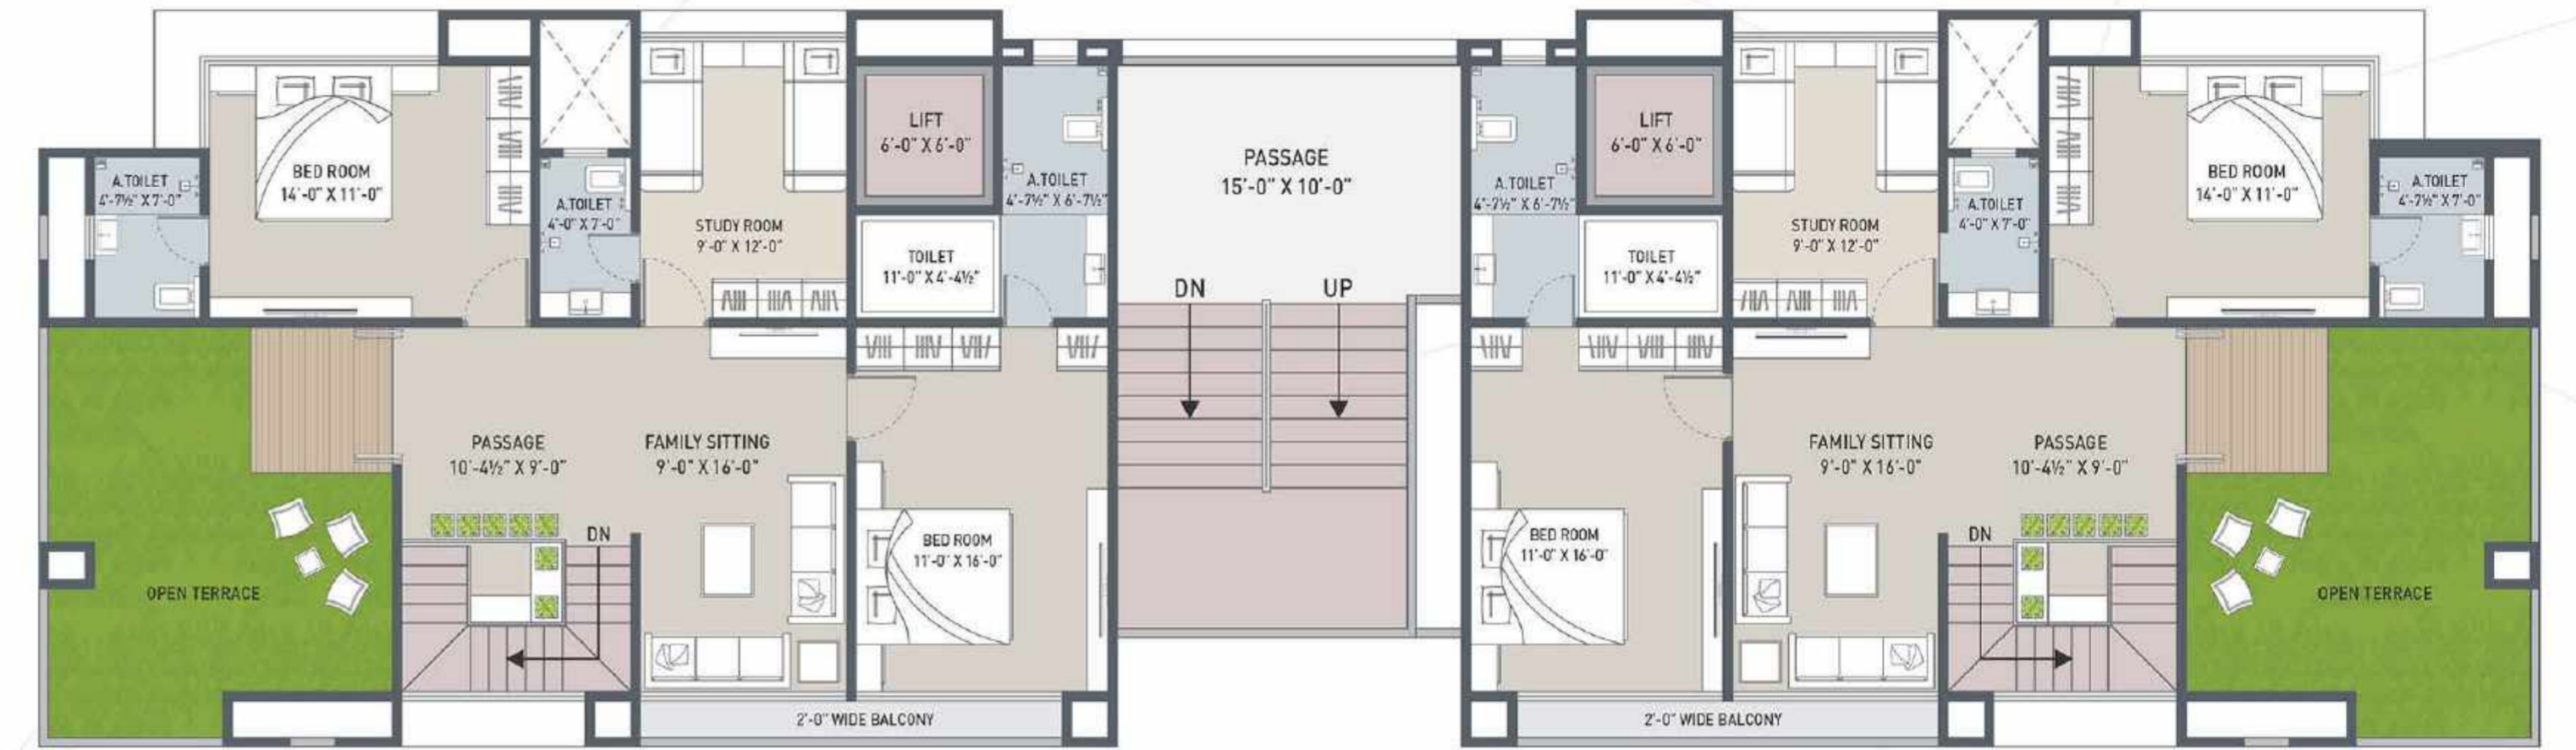 LIFT
6'-0" X 6'-0"
LIFT
6'-0" X 6'-0"
PASSAGE
15'-0" X 10'-0"
BED ROOM
14'-0" X 11'-0"
BED ROOM
14'-0" X 11'-0"
A.TOILET
4'-7½" X 7'-0"
A.TOILET
4'-7½" X 6'-7½"
A.TOILET
4'-7½" X 6'-7½"
A.TOILET
4'-7½" X 7'-0"
A.TOILET
4'-0" X 7'-0"
A.TOILET
4'-0" X 7'-0"
STUDY ROOM
9'-0" X 12'-0"
STUDY ROOM
9'-0" X 12'-0"
TOILET
11'-0" X 4'-4½"
TOILET
11'-0" X 4'-4½"
DN
UP
PASSAGE
10'-4½" X 9'-0"
FAMILY SITTING
9'-0" X 16'-0"
FAMILY SITTING
9'-0" X 16'-0"
PASSAGE
10'-4½" X 9'-0"
DN
BED ROOM
11'-0" X 16'-0"
BED ROOM
11'-0" X 16'-0"
DN
OPEN TERRACE
OPEN TERRACE
2'-0" WIDE BALCONY
2'-0" WIDE BALCONY